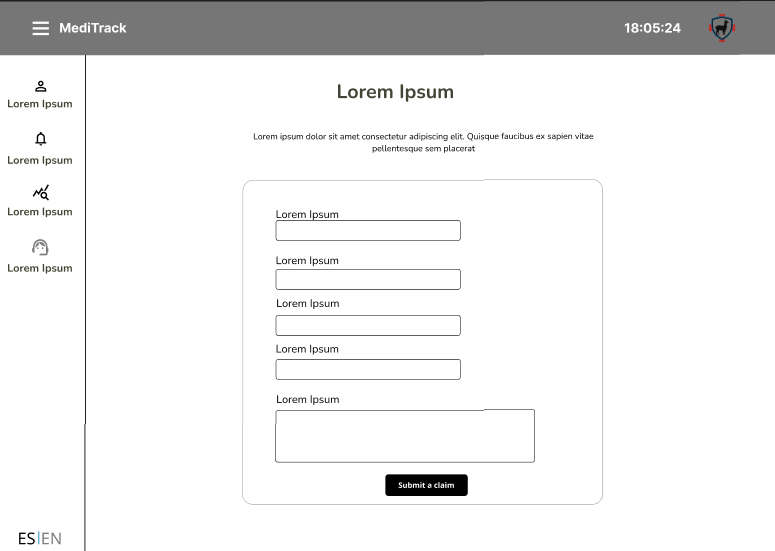 MediTrack
18:05:24
Lorem Ipsum
Lorem Ipsum
Lorem Ipsum
Lorem Ipsum
Lorem Ipsum
Lorem ipsum dolor sit amet consectetur adipiscing elit. Quisque faucibus ex sapien vitae
pellentesque sem placerat
Lorem Ipsum
Lorem Ipsum
Lorem Ipsum
Lorem Ipsum
Lorem Ipsum
Submit a claim
ES|EN